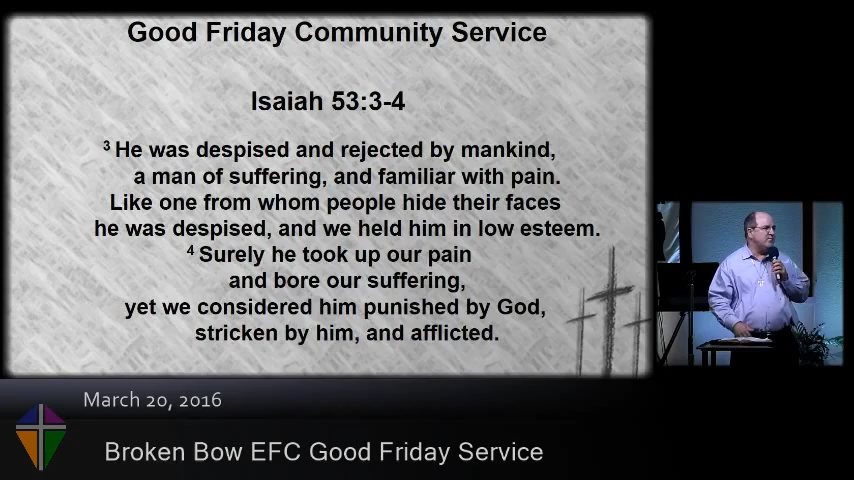 Good Friday Community Service
Isaiah 53:3-4
3 He was despised and rejected by mankind,
a man of suffering, and familiar with pain.
Like one from whom people hide their faces
he was despised, and we held him in low esteem.
4 Surely he took up our pain
and bore our suffering,
yet we considered him punished by God,
stricken by him, and afflicted.
March 20, 2016
Broken Bow EFC Good Friday Service